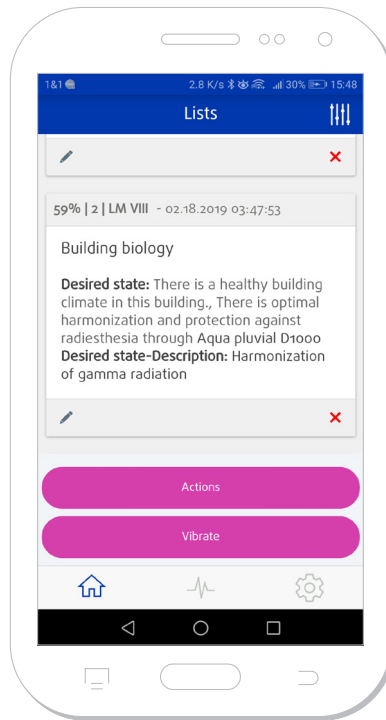 1&1 2.8 K/s 30% 15:48
Lists
59% | 2 | LM VIII - 02.18.2019 03:47:53
Building biology
Desired state: There is a healthy building
climate in this building., There is optimal
harmonization and protection against
radiesthesia through Aqua pluvial D1000
Desired state-Description: Harmonization
of gamma radiation
Actions
Vibrate